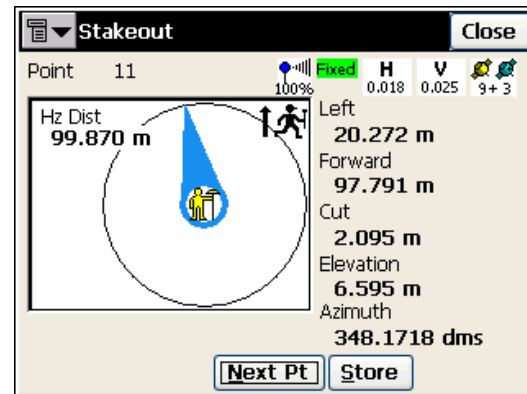 Stakeout Close
Point 11
100%
Fixed
H
0.018
V
0.025
9+3
Hz Dist
99.870 m
Left
20.272 m
Forward
97.791 m
Cut
2.095 m
Elevation
6.595 m
Azimuth
348.1718 dms
Next Pt Store